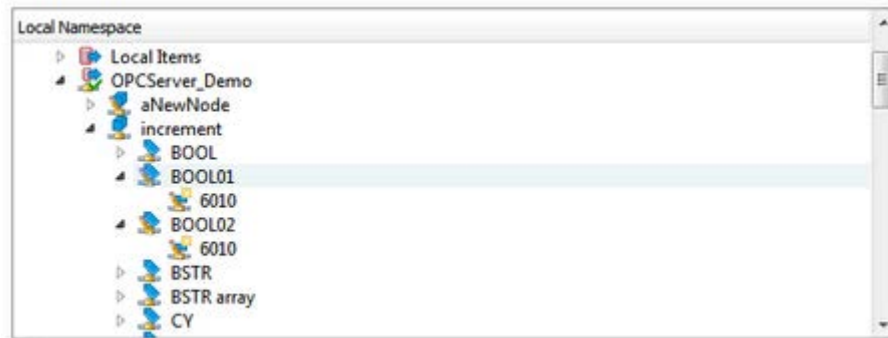 Local Namespace
Local Items
OPCServer_Demo
aNewNode
increment
BOOL
BOOL01
6010
BOOL02
6010
BSTR
BSTR array
CY